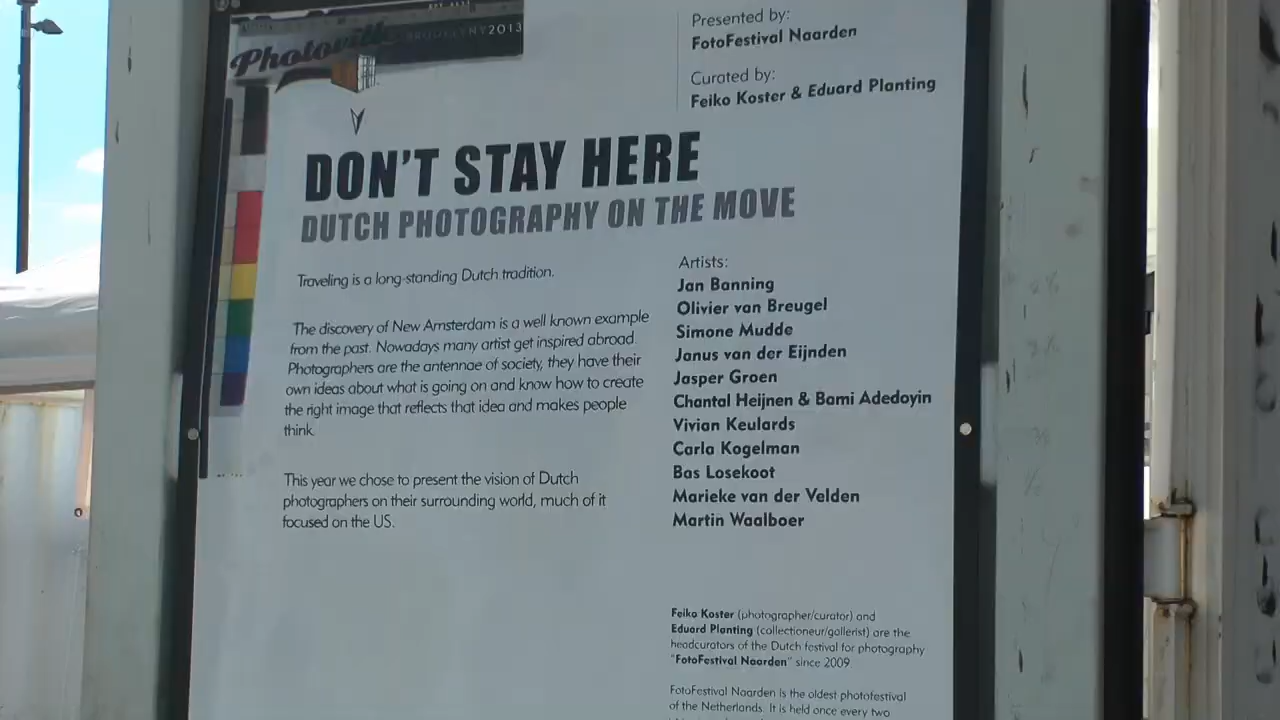 Photoville BROOKLYNY2013
Presented by:
FotoFestival Naarden
Curated by:
Feiko Koster & Eduard Planting
DON'T STAY HERE
DUTCH PHOTOGRAPHY ON THE MOVE
Traveling is a long-standing Dutch tradition.
The discovery of New Amsterdam is a well known example
from the past. Nowadays many artist get inspired abroad.
Photographers are the antennae of society, they have their
own ideas about what is going on and know how to create
the right image that reflects that idea and makes people
think.
This year we chose to present the vision of Dutch
photographers on their surrounding world, much of it
focused on the US.
Artists:
Jan Banning
Olivier van Breugel
Simone Mudde
Janus van der Eijnden
Jasper Groen
Chantal Heijnen & Bami Adedoyin
Vivian Keulards
Carla Kogelman
Bas Losekoot
Marieke van der Velden
Martin Waalboer
Feiko Koster (photographer/curator) and
Eduard Planting (collectioneur/gallerist) are the
headcurators of the Dutch festival for photography
"FotoFestival Naarden" since 2009
FotoFestival Naarden is the oldest photofestival
of the Netherlands. It is held once every two